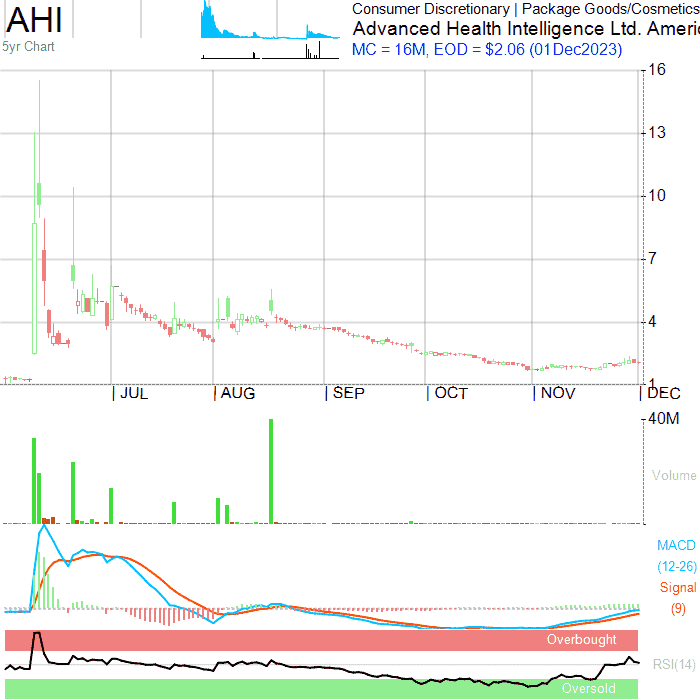 AHI
5yr Chart
Consumer Discretionary | Package Goods/Cosmetics
Advanced Health Intelligence Ltd. Americ
MC = 16M, EOD = $2.06 (01Dec2023)
16
13
10
7
4
1
JUL
AUG
SEP
OCT
NOV
DEC
40M
Volume
MACD
(12-26)
Signal
(9)
Overbought
RSI(14)
Oversold